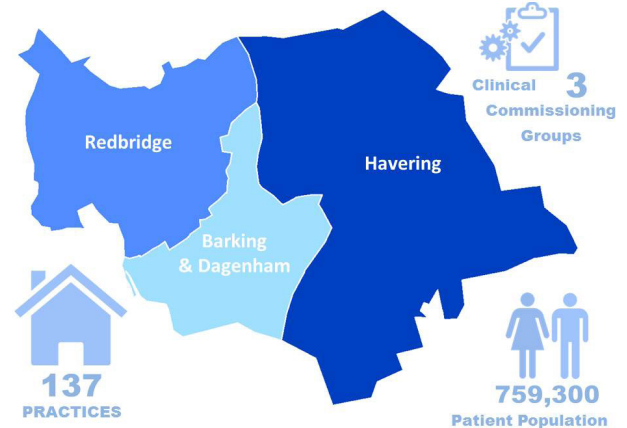 Clinical 3
Commissioning
Groups
Redbridge
Havering
Barking
& Dagenham
137
PRACTICES
759,300
Patient Population